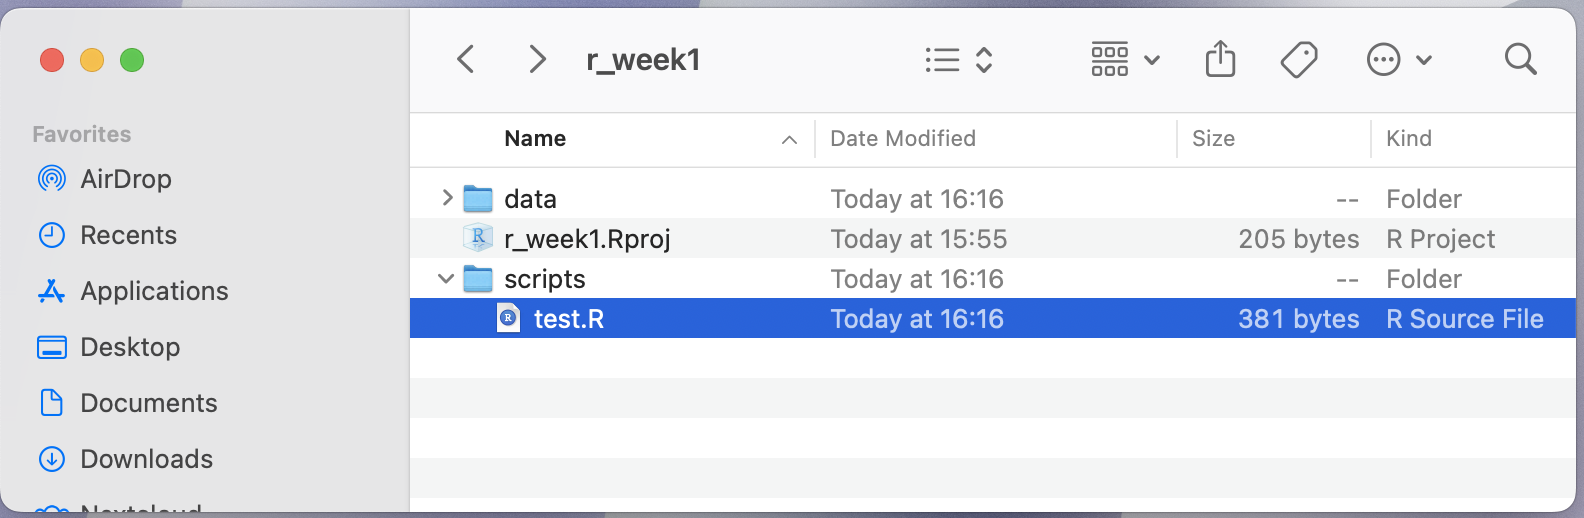 r_week1
Favorites
AirDrop
Recents
Applications
Desktop
Documents
Downloads
Nextcloud
Name Date Modified Size Kind
data Today at 16:16 -- Folder
r_week1.Rproj Today at 15:55 205 bytes R Project
scripts Today at 16:16 -- Folder
test.R Today at 16:16 381 bytes R Source File